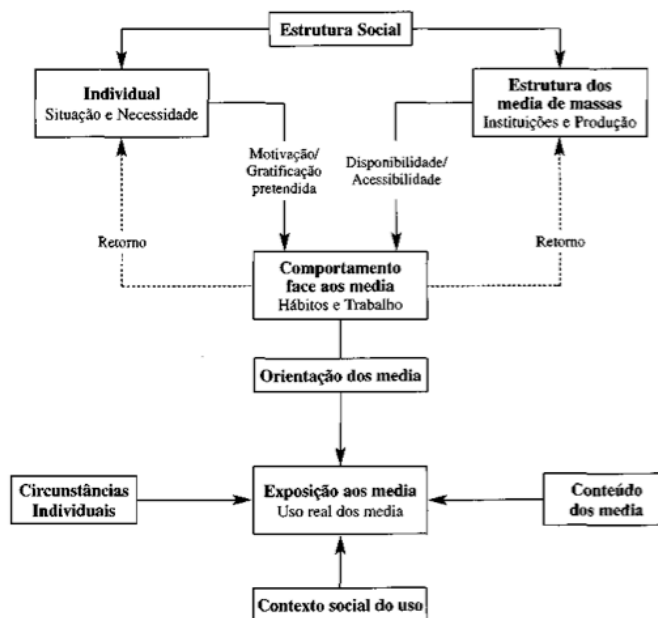 Estrutura Social
Individual
Situação e Necessidade
Estrutura dos
media de massas
Instituições e Produção
Motivação/
Gratificação
pretendida
Disponibilidade/
Acessibilidade
Retorno
Retorno
Comportamento
face aos media
Hábitos e Trabalho
Orientação dos media
Circunstâncias
Individuais
Exposição aos media
Uso real dos media
Conteúdo
dos media
Contexto social do uso